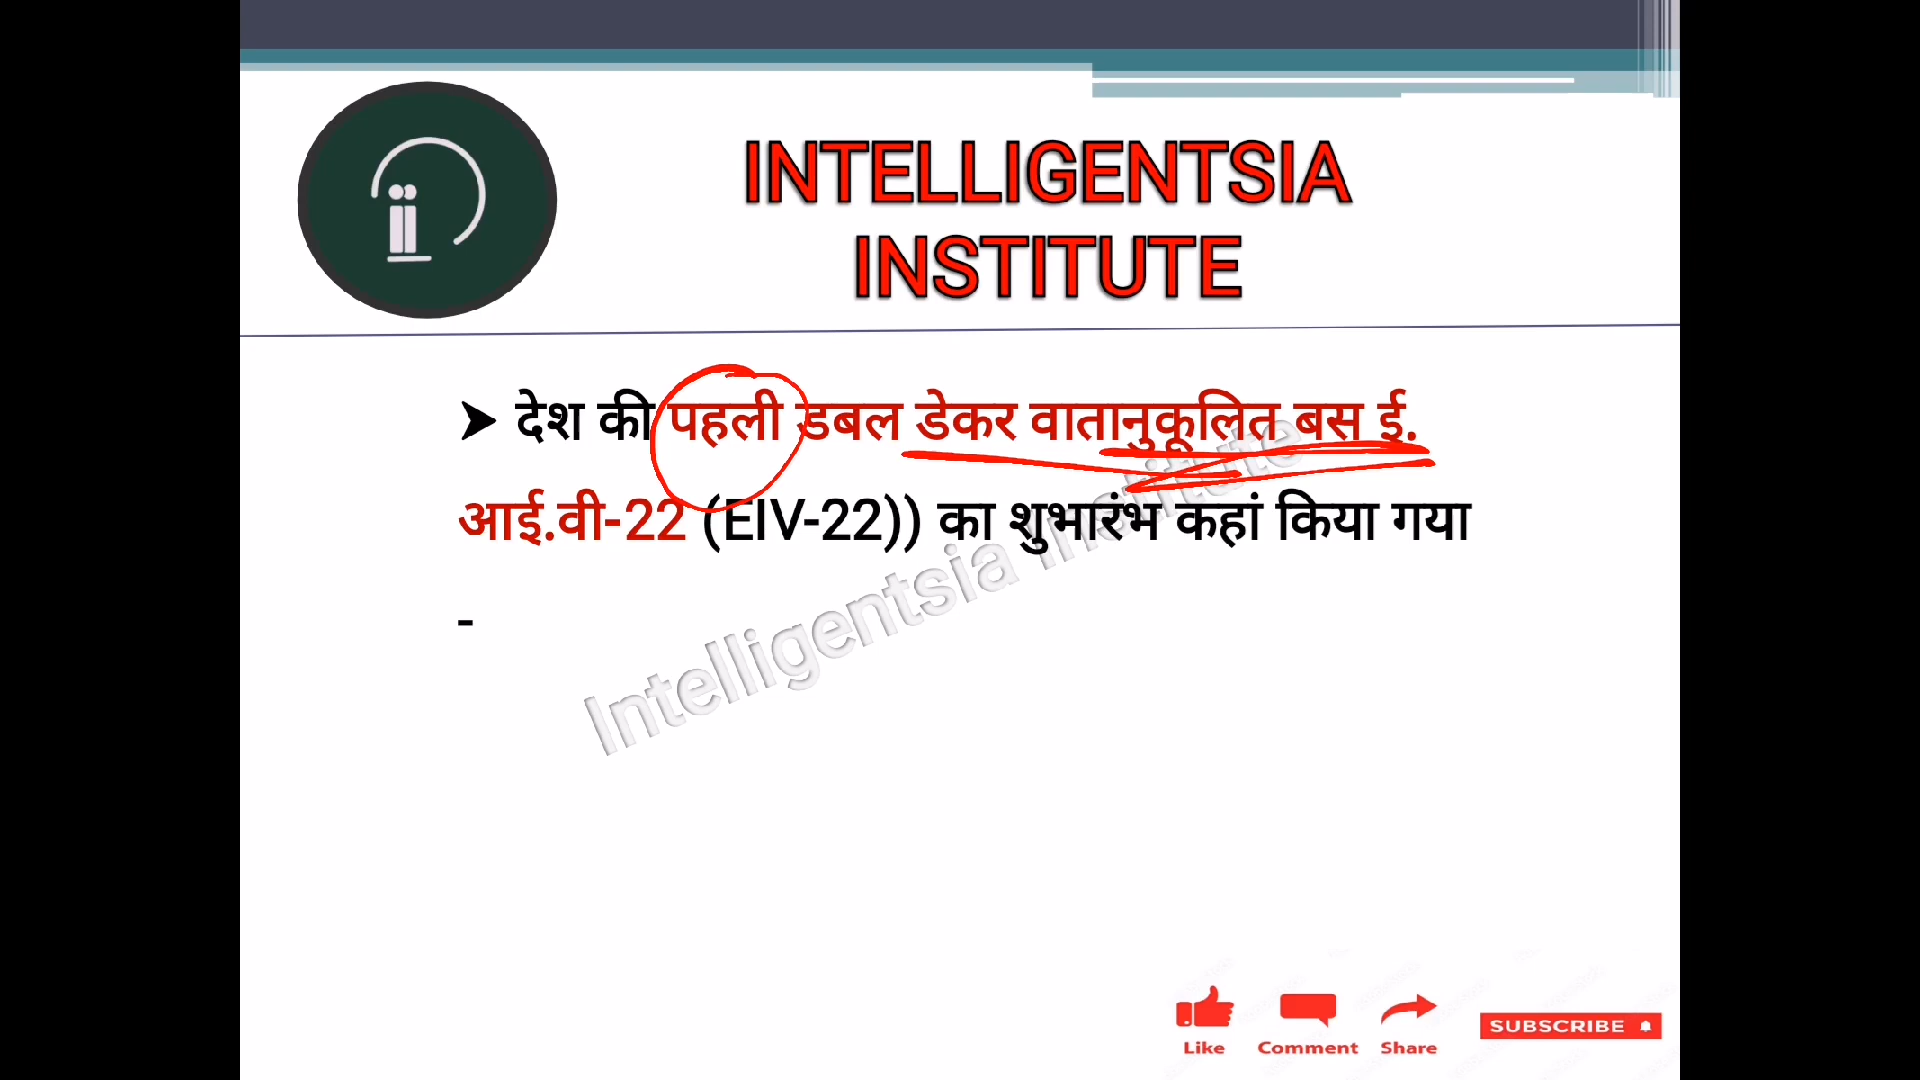 INTELLIGENTSIA
INSTITUTE
➤ देश की पहली डबल डेकर वातानुकूलित बस ई.
आई.वी-22 (EIV-22)) का शुभारंभ कहां किया गया
-
Intelligentsia Institute
Like Comment Share SUBSCRIBE